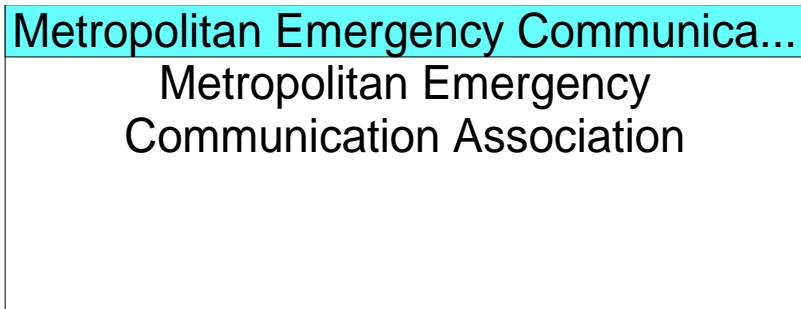 Metropolitan Emergency Communica...
Metropolitan Emergency
Communication Association